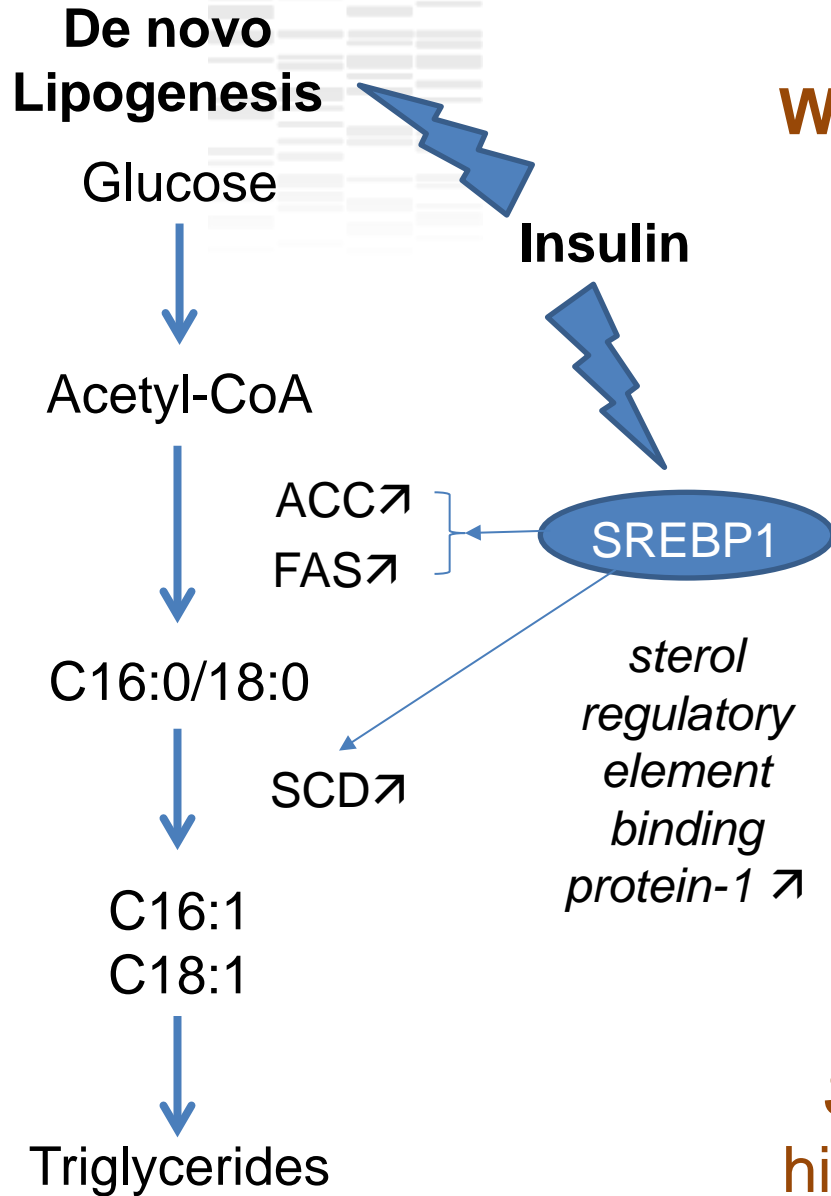 De novo
Lipogenesis
Glucose
Insulin
Acetyl-CoA
ACC↗
FAS↗
SREBP1
C16:0/18:0
sterol
regulatory
element
binding
protein-1 ↗
SCD↗
C16:1
C18:1
Triglycerides
W
hi